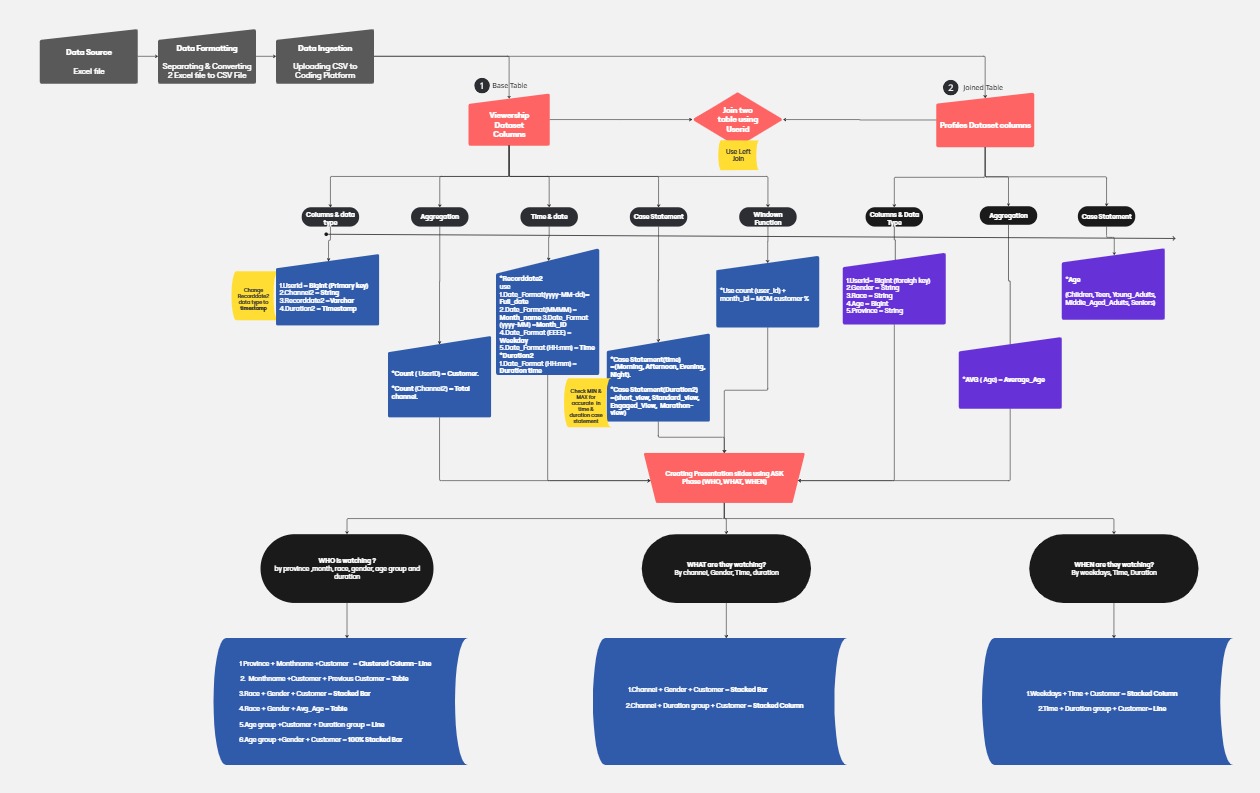 Data Source
Excel file
Data Formatting
Separating & Converting
2 Excel file to CSV File
Data Ingestion
Uploading CSV to
Coding Platform
1 Base Table
2 Joined Table
Viewership
Dataset
Columns
Join two
table using
Userid
Use Left
Join
Profiles Dataset columns
Columns & data
type
Aggregation
Time & date
Case Statement
Windown
Function
Columns & Data
Type
Aggregation
Case Statement
Change
Recorddate2
data type to
timestamp
1.Userid = Bigint (Primary key)
2.Channel2 = String
3.Recorddate2 =Varchar
4.Duration2 = Timestamp
*Recorddate2
use
1.Date_Format(yyyy-MM-dd)=
Full_date
2.Date_Format(MMMM) =
Month_name 3.Date_Format
(yyyy-MM) =Month_ID
4.Date_Format (EEEE) =
Weekday
5.Date_Format (HH:mm) = Time
*Duration2
1.Date_Format (HH:mm) =
Duration time
*Use count (user_id) +
month_id = MOM customer %
1.Userid= Bigint (foreigh key)
2.Gender = String
3.Race = String
4.Age = Bigint
5.Province = String
*Age
(Children, Teen, Young_Adults,
Middle_Aged_Adults, Seniors)
*Count ( UserID) = Customer.
*Count (Channel2) = Total
channel.
*Case Statement(time)
=(Morning, Afternoon, Evening,
Night).
*Case Statement(Duration2)
=(short_view, Standard_view,
Engaged_View, Marathon-
view)
Check MIN &
MAX for
accurate in
time &
duration case
statement
*AVG ( Age) = Average_Age
Creating Presentation slides using ASK
Phase (WHO, WHAT, WHEN)
WHO is watching ?
by province ,month, race, gender, age group and
duration
WHAT are they watching?
By channel, Gender, Time, duration
WHEN are they watching?
By weekdays, Time, Duration
1 Province + Monthname +Customer = Clustered Column- Line
2. Monthname +Customer + Previous Customer = Table
3.Race + Gender + Customer = Stacked Bar
4.Race + Gender + Avg_Age = Table
5.Age group +Customer + Duration group = Line
6.Age group +Gender + Customer = 100% Stacked Bar
1.Channel + Gender + Customer = Stacked Bar
2.Channel + Duration group + Customer = Stacked Column
1.Weekdays + Time + Customer = Stacked Column
2.Time + Duration group + Customer= Line